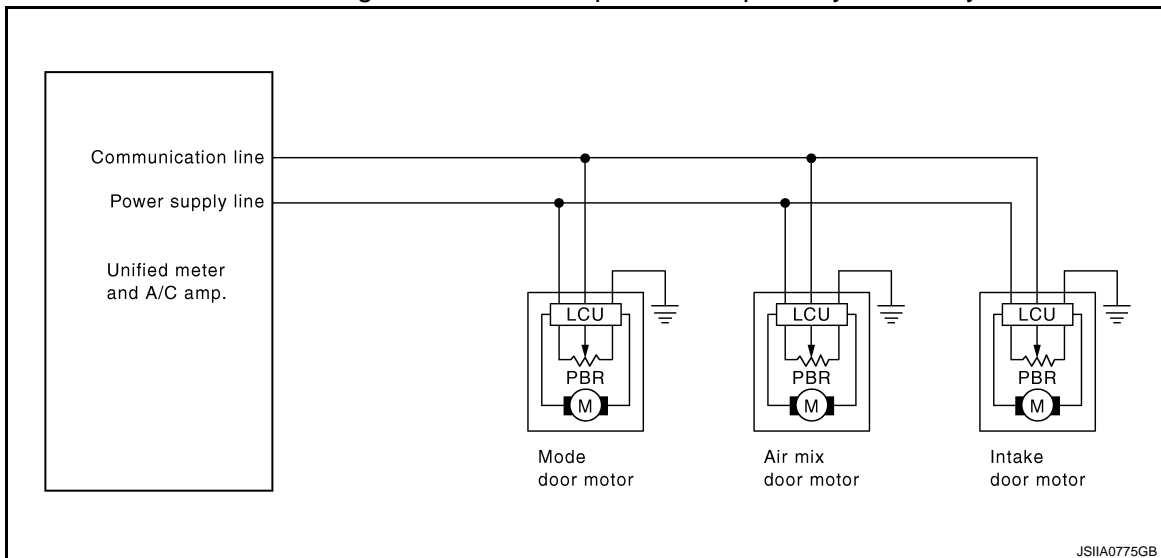 Communication line
Power supply line
Unified meter
and A/C amp.
LCU
LCU
LCU
PBR
PBR
PBR
M
M
M
Mode
door motor
Air mix
door motor
Intake
door motor
JSIIA0775GB